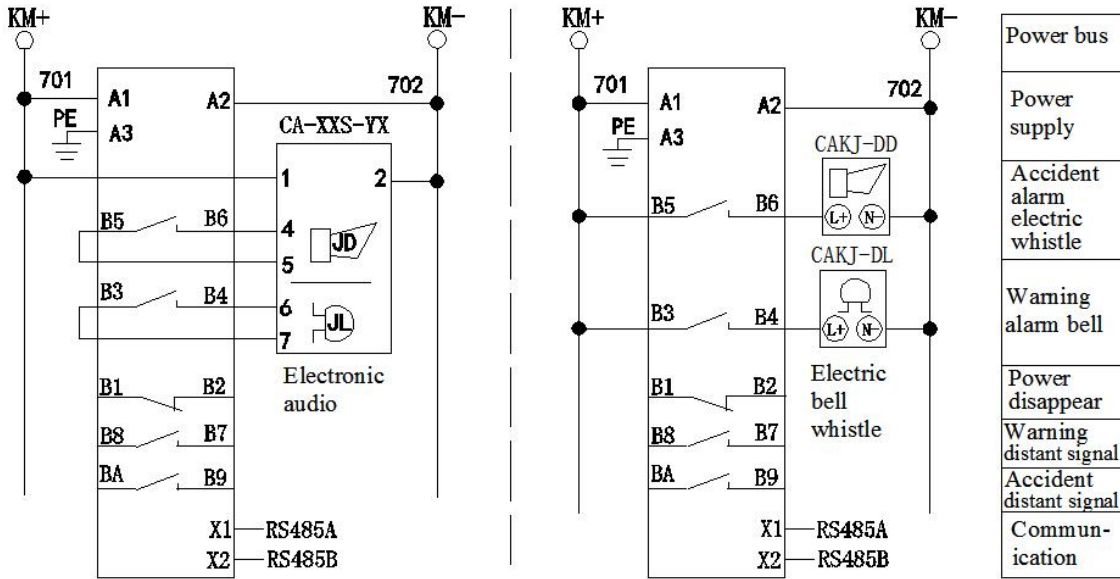 KM+
KM-
701
A1
A2
702
PE
A3
CA-XXS-YX
1
2
B5
B6
4
JD
5
B3
B4
6
JL
7
Electronic
audio
B1
B2
B8
B7
BA
B9
X1
RS485A
X2
RS485B
KM+
KM-
701
A1
A2
702
PE
A3
CAKJ-DD
B5
B6
L+
N-
CAKJ-DL
B3
B4
L+
N-
Electric
bell
whistle
B1
B2
B8
B7
BA
B9
X1
RS485A
X2
RS485B
Power bus
Power
supply
Accident
alarm
electric
whistle
Warning
alarm bell
Power
disappear
Warning
distant signal
Accident
distant signal
Commun-
ication